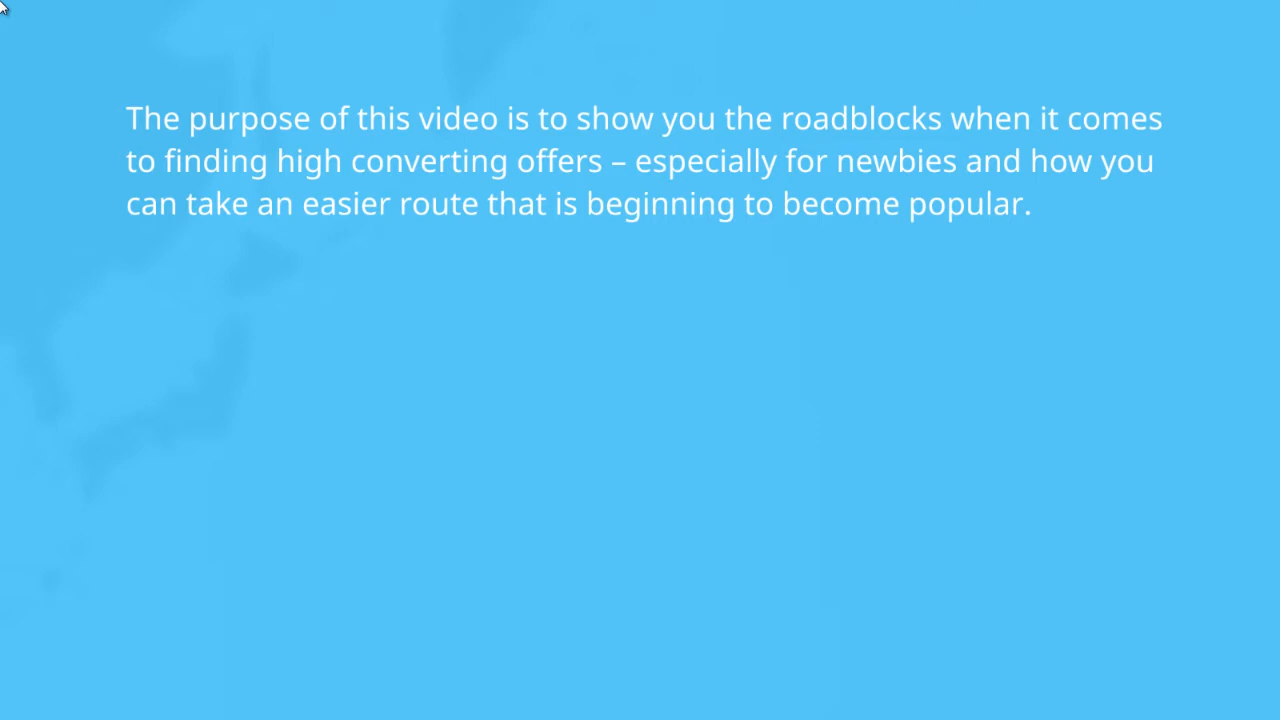 The purpose of this video is to show you the roadblocks when it comes
to finding high converting offers – especially for newbies and how you
can take an easier route that is beginning to become popular.